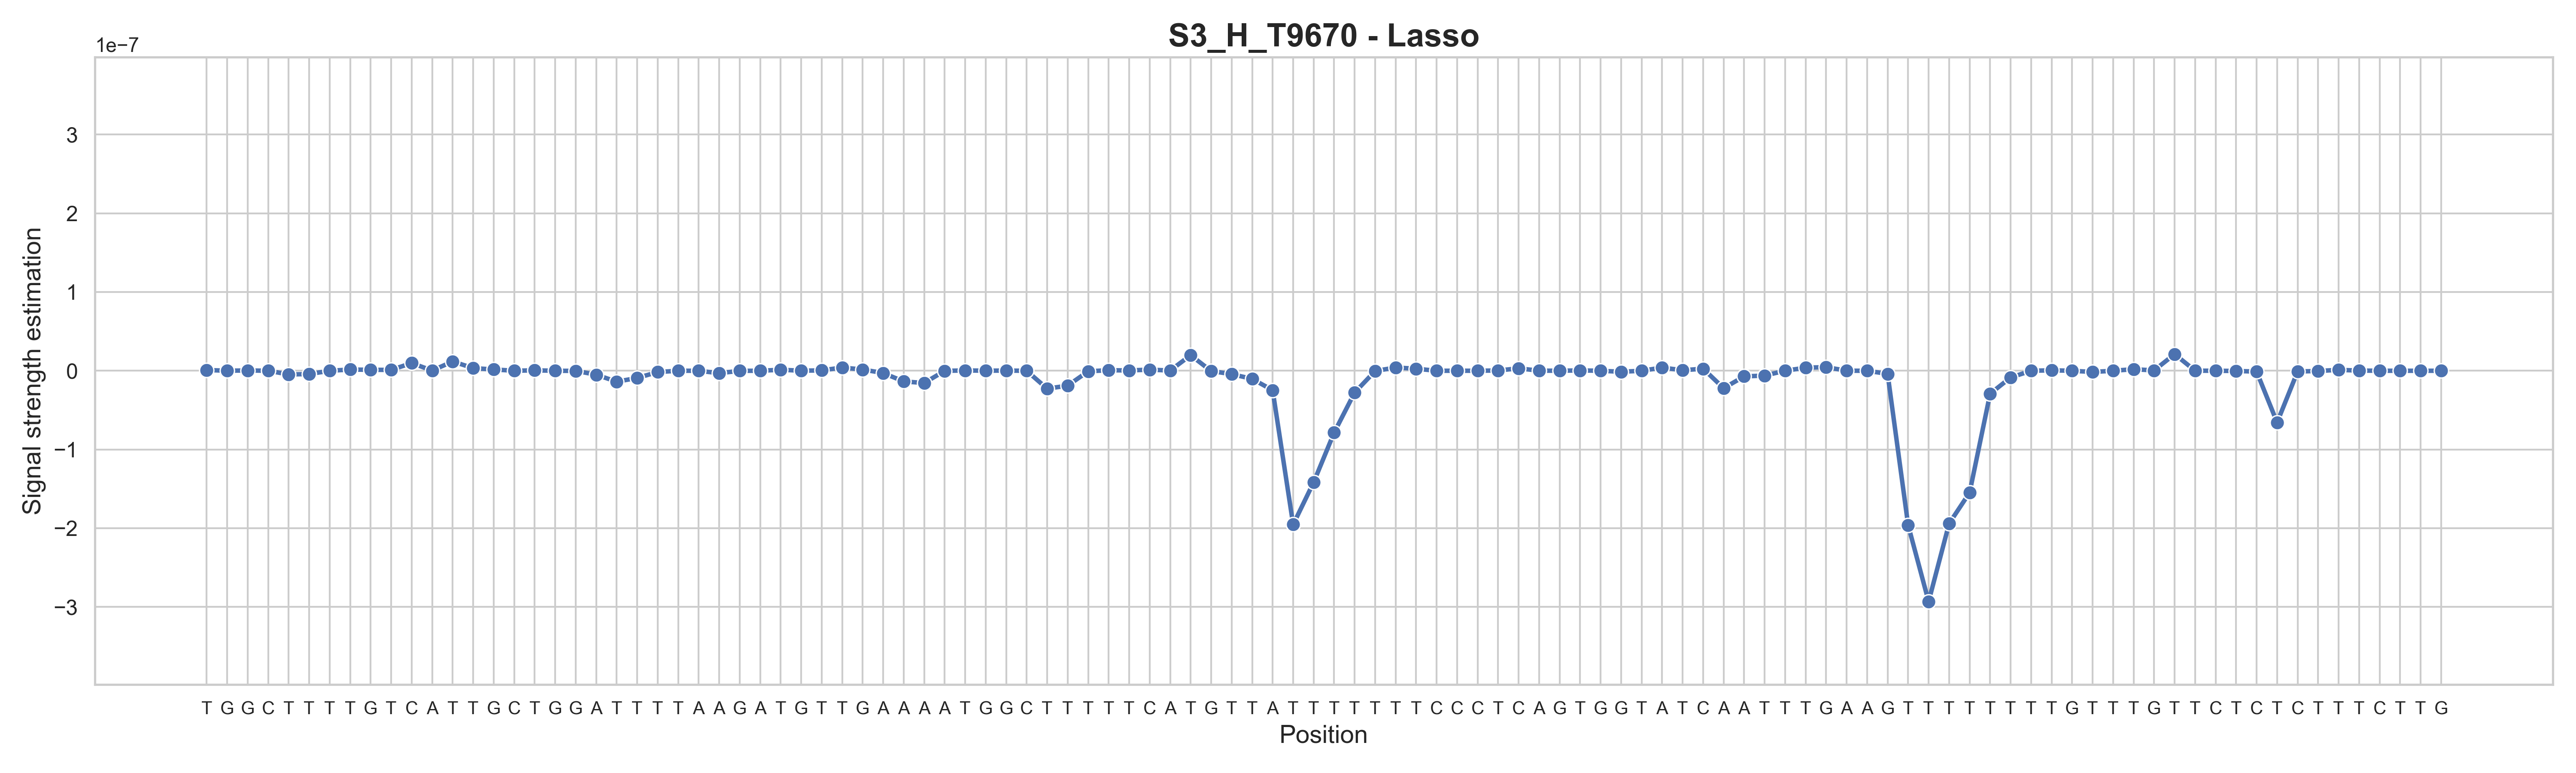 S3_H_T9670 - Lasso
1e−7
3
2
1
0
−1
−2
−3
Signal strength estimation
T G G C T T T T G T C A T T G C T G G A T T T T A A G A T G T T G A A A A T G G C T T T T T C A T G T T A T T T T T T T C C C T C A G T G G T A T C A A T T T G A A G T T T T T T T T G T T T G T T C T C T C T T T C T T G
Position